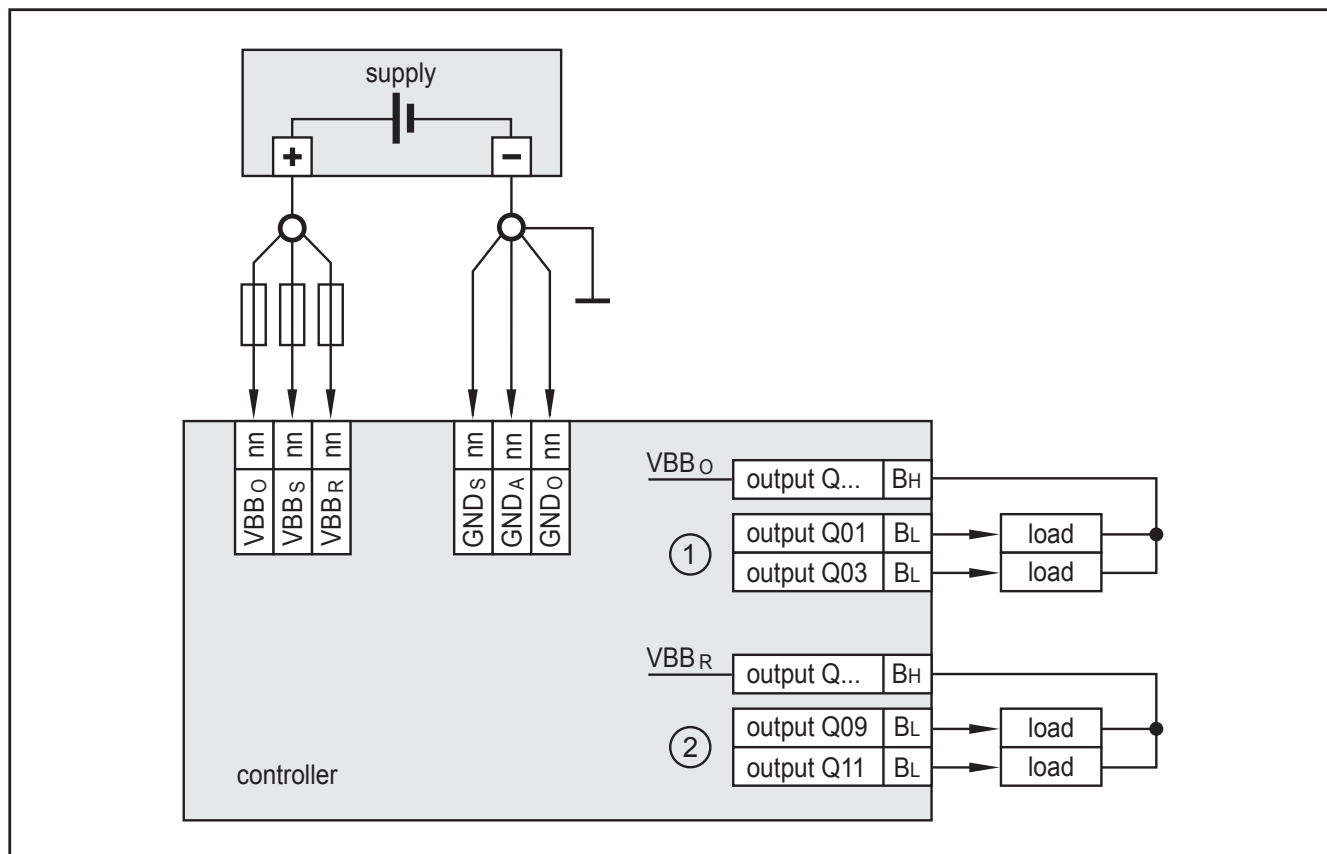 supply
+ −
nn nn nn nn nn nn
VBBO VBBS VBBR GNDS GNDA GNDO
VBBO output Q... BH
1 output Q01 BL load
output Q03 BL load
VBBR output Q... BH
2 output Q09 BL load
output Q11 BL load
controller